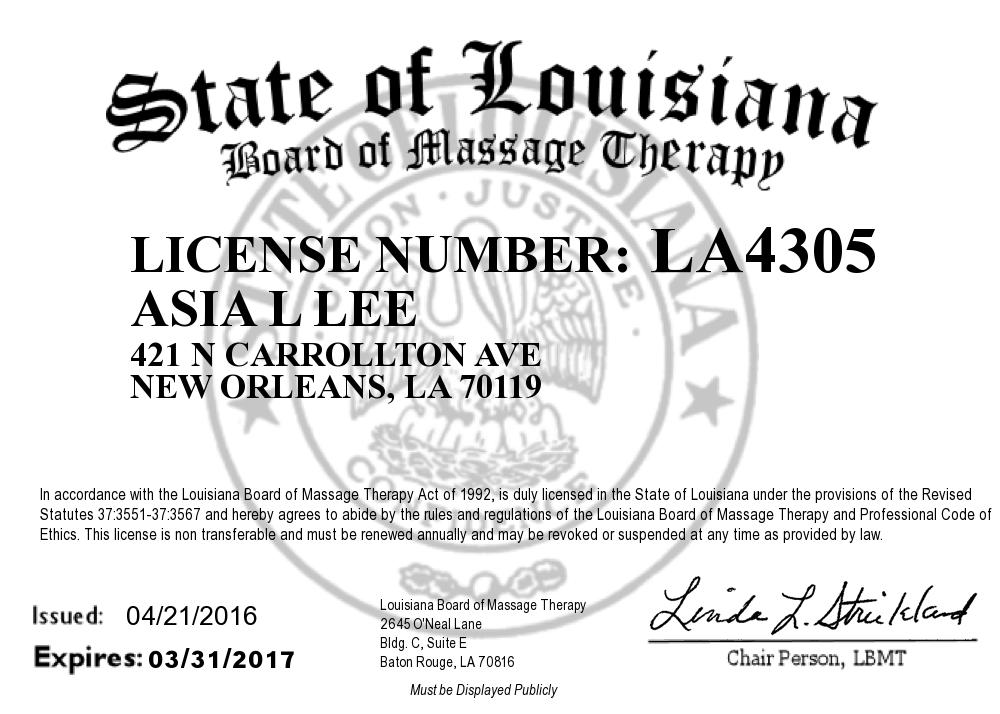 State of Louisiana
Board of Massage Therapy
STATE OF LOUISIANA
UNION · JUSTICE ·
CONFIDENCE
LICENSE NUMBER: LA4305
ASIA L LEE
421 N CARROLLTON AVE
NEW ORLEANS, LA 70119
In accordance with the Louisiana Board of Massage Therapy Act of 1992, is duly licensed in the State of Louisiana under the provisions of the Revised
Statutes 37:3551-37:3567 and hereby agrees to abide by the rules and regulations of the Louisiana Board of Massage Therapy and Professional Code of
Ethics. This license is non transferable and must be renewed annually and may be revoked or suspended at any time as provided by law.
Issued: 04/21/2016
Expires: 03/31/2017
Louisiana Board of Massage Therapy
2645 O'Neal Lane
Bldg. C, Suite E
Baton Rouge, LA 70816
Must be Displayed Publicly
Linda L. Strickland
Chair Person, LBMT